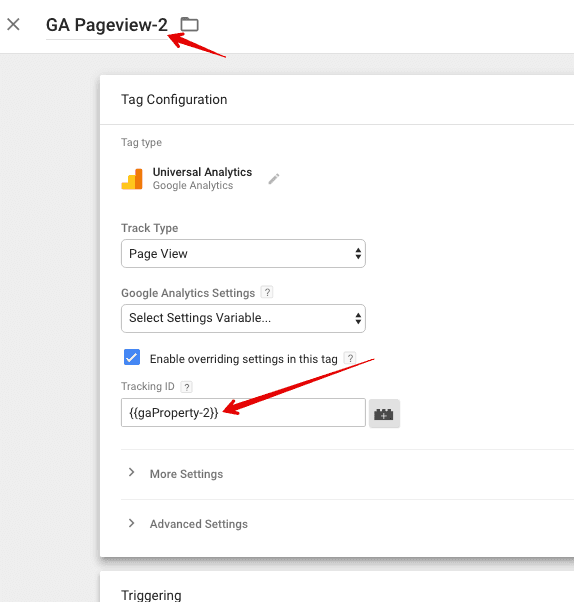 GA Pageview-2
Tag Configuration
Tag type
Universal Analytics
Google Analytics
Track Type
Page View
Google Analytics Settings ?
Select Settings Variable...
Enable overriding settings in this tag ?
Tracking ID ?
{{gaProperty-2}}
More Settings
Advanced Settings
Triggering